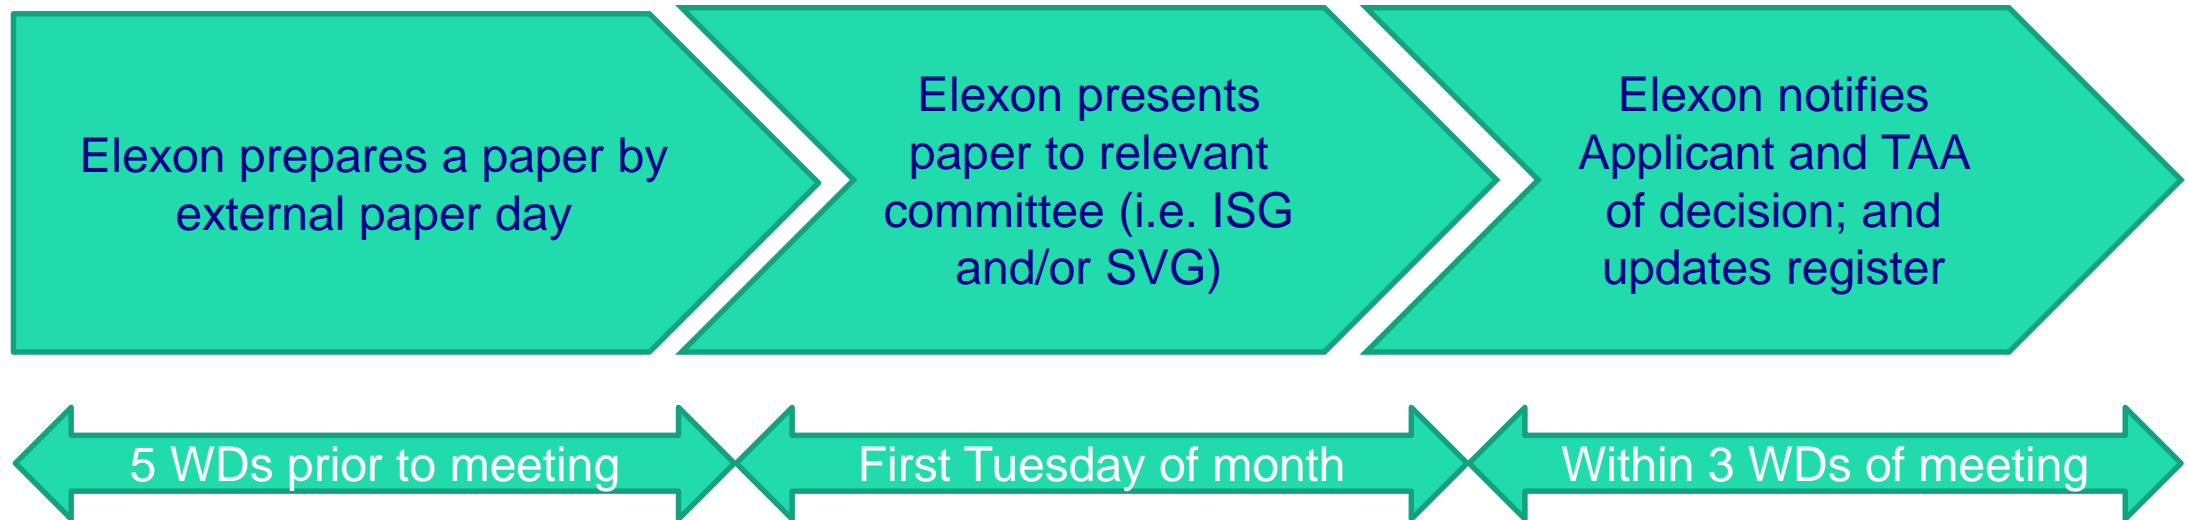 Elexon prepares a paper by
external paper day
Elexon presents
paper to relevant
committee (i.e. ISG
and/or SVG)
Elexon notifies
Applicant and TAA
of decision; and
updates register
5 WDs prior to meeting
First Tuesday of month
Within 3 WDs of meeting